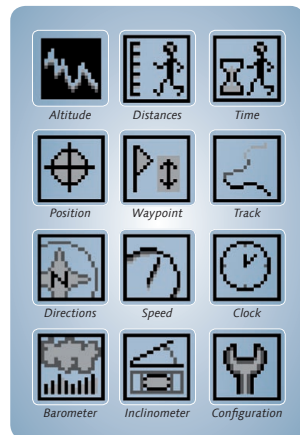 Altitude Distances Time
Position Waypoint Track
N
Directions Speed Clock
Barometer Inclinometer Configuration